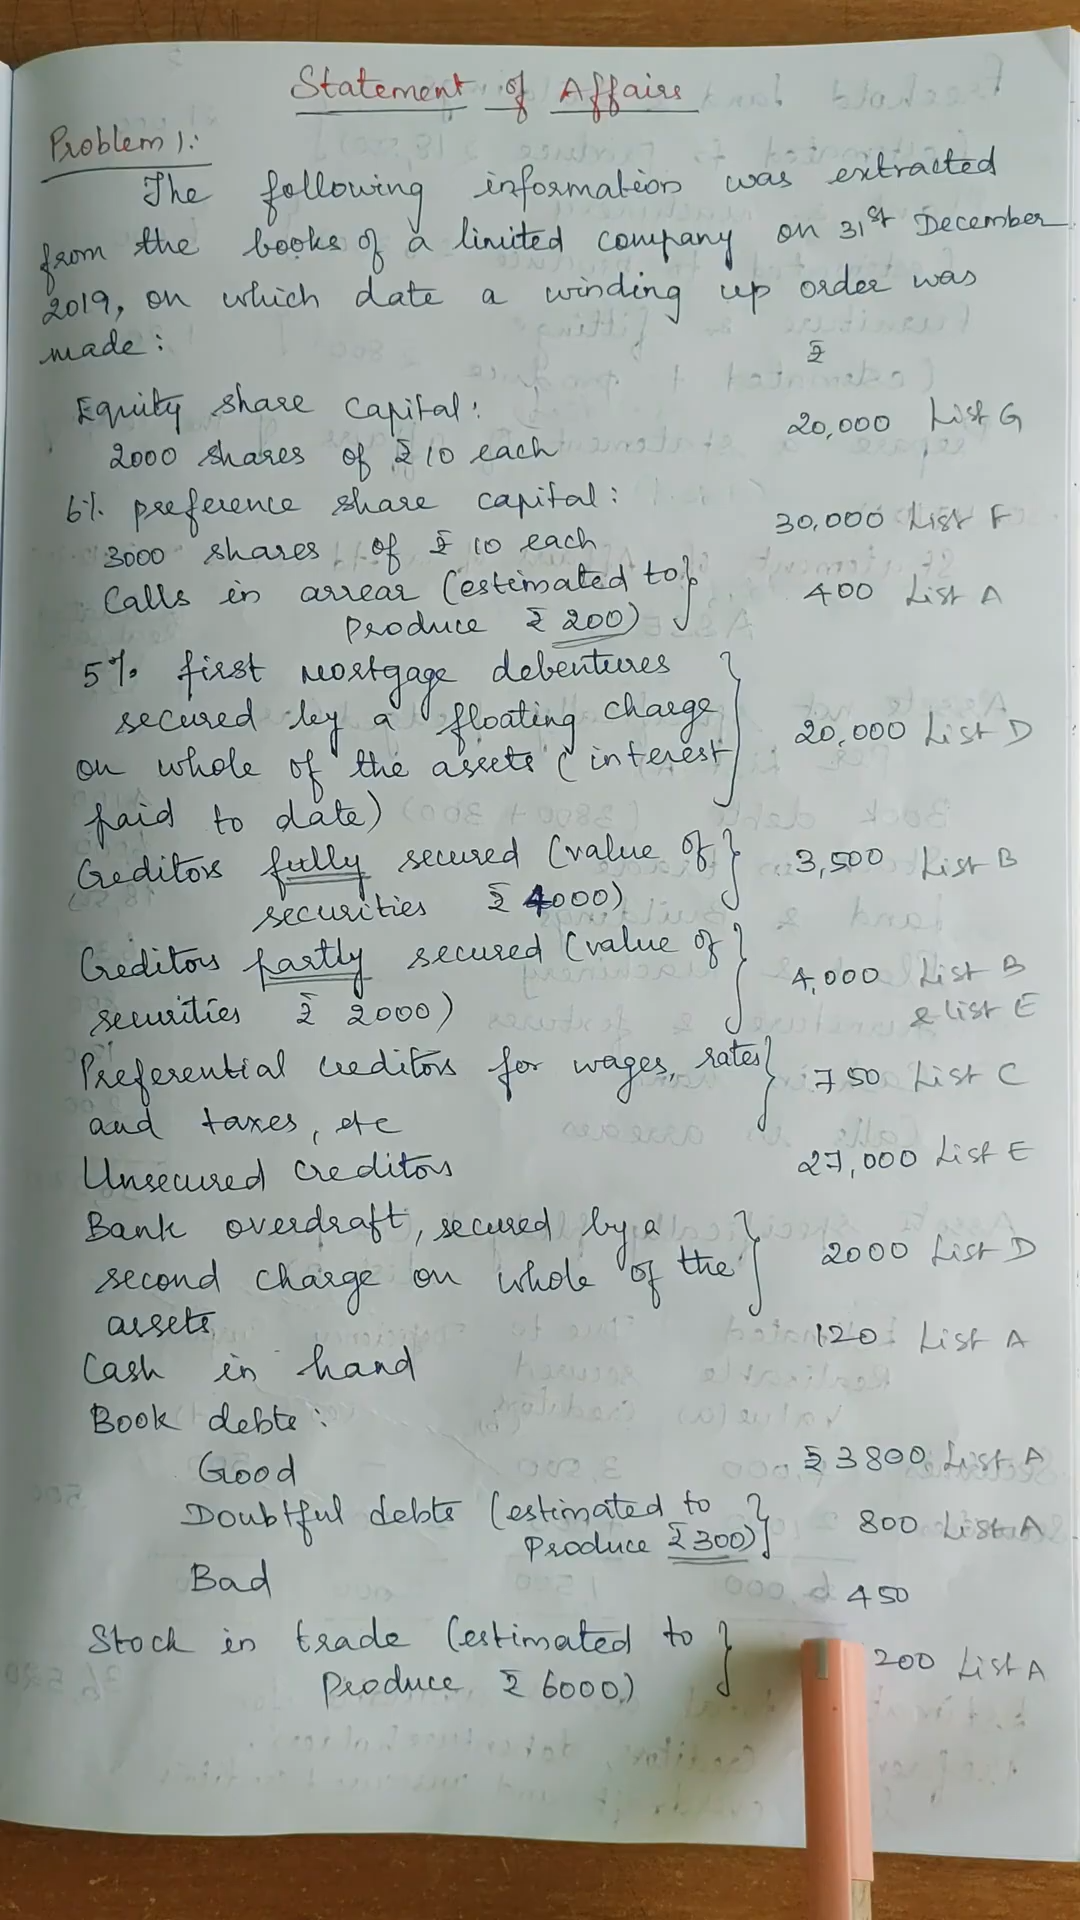 Statement of Affairs
Problem 1:
The following information was extracted
from the books of a limited company on 31st December
2019, on which date a winding up order was
made:
₹
Equity share capital:
2000 shares of ₹ 10 each 20,000 List G
6% preference share capital:
3000 shares of ₹ 10 each 30,000 List F
Calls in arrear (estimated to
Produce ₹ 200) 400 List A
5% first mortgage debentures
secured by a floating charge
on whole of the assets (interest 20,000 List D
paid to date)
Creditors fully secured (value of 3,500 List B
securities ₹ 4000)
Creditors partly secured (value of 4,000 List B
securities ₹ 2000) & List E
Preferential creditors for wages, rates 750 List C
and taxes, etc
Unsecured creditors 27,000 List E
Bank overdraft, secured by a
second charge on whole of the 2000 List D
assets
Cash in hand 120 List A
Book debts:
Good ₹ 3800 List A
Doubtful debts (estimated to 800 List A
Produce ₹ 300)
Bad 450
Stock in trade (estimated to 200 List A
Produce ₹ 6000)